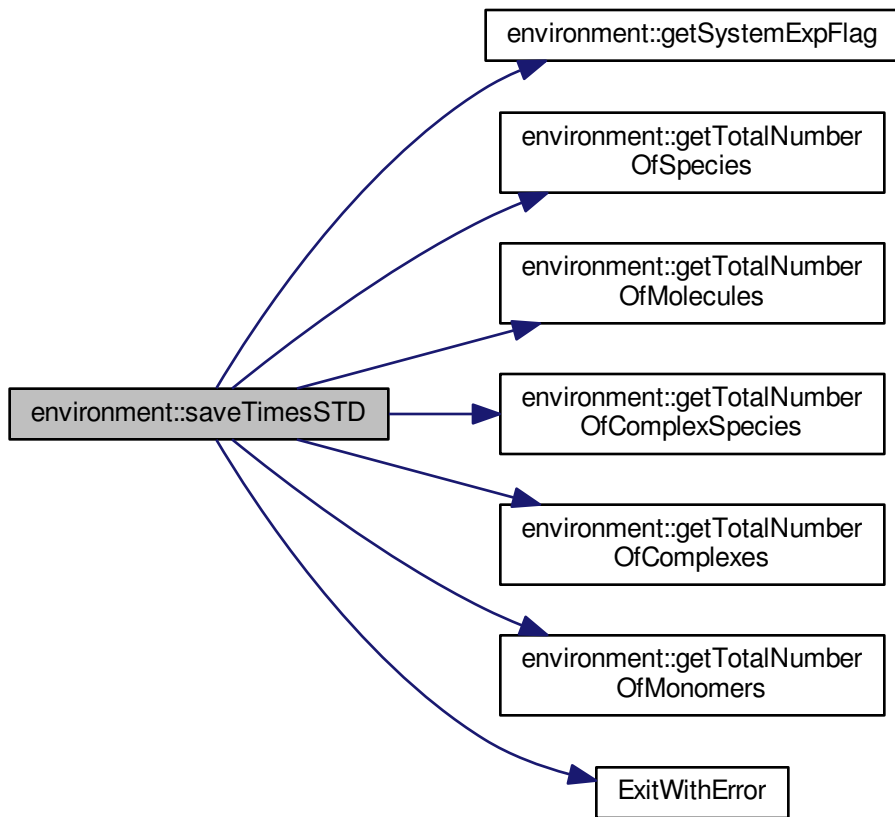 environment::getSystemExpFlag
environment::getTotalNumber
OfSpecies
environment::getTotalNumber
OfMolecules
environment::saveTimesSTD
environment::getTotalNumber
OfComplexSpecies
environment::getTotalNumber
OfComplexes
environment::getTotalNumber
OfMonomers
ExitWithError